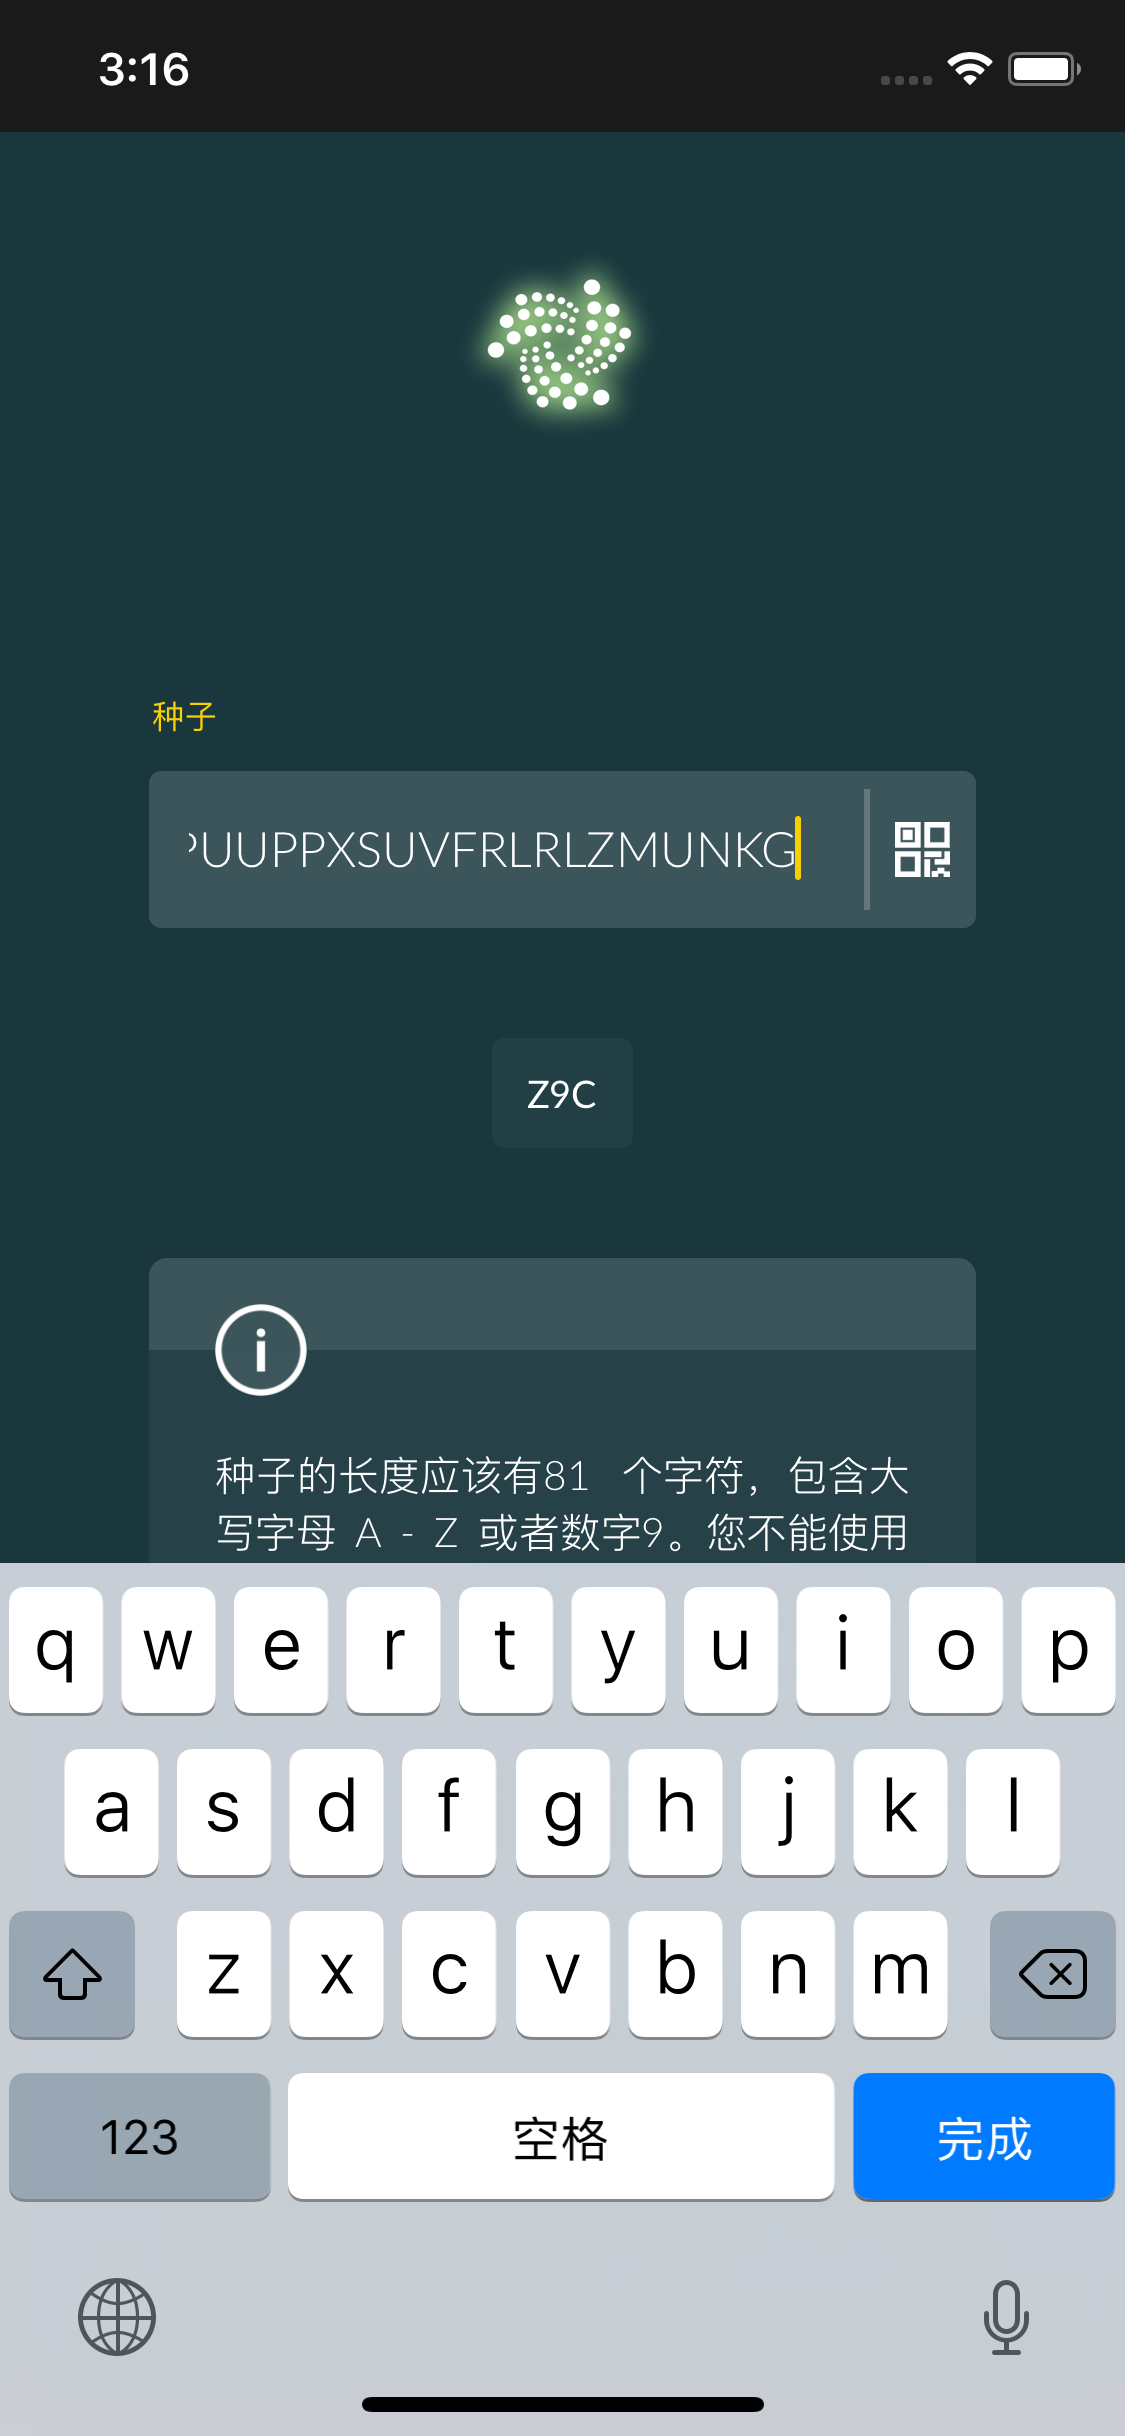 3:16
种子
PUUPPXSUVFRLRLZMUNKG
Z9C
种子的长度应该有81 个字符，包含大
写字母 A - Z 或者数字9。您不能使用
q w e r t y u i o p
a s d f g h j k l
z x c v b n m
123 空格 完成